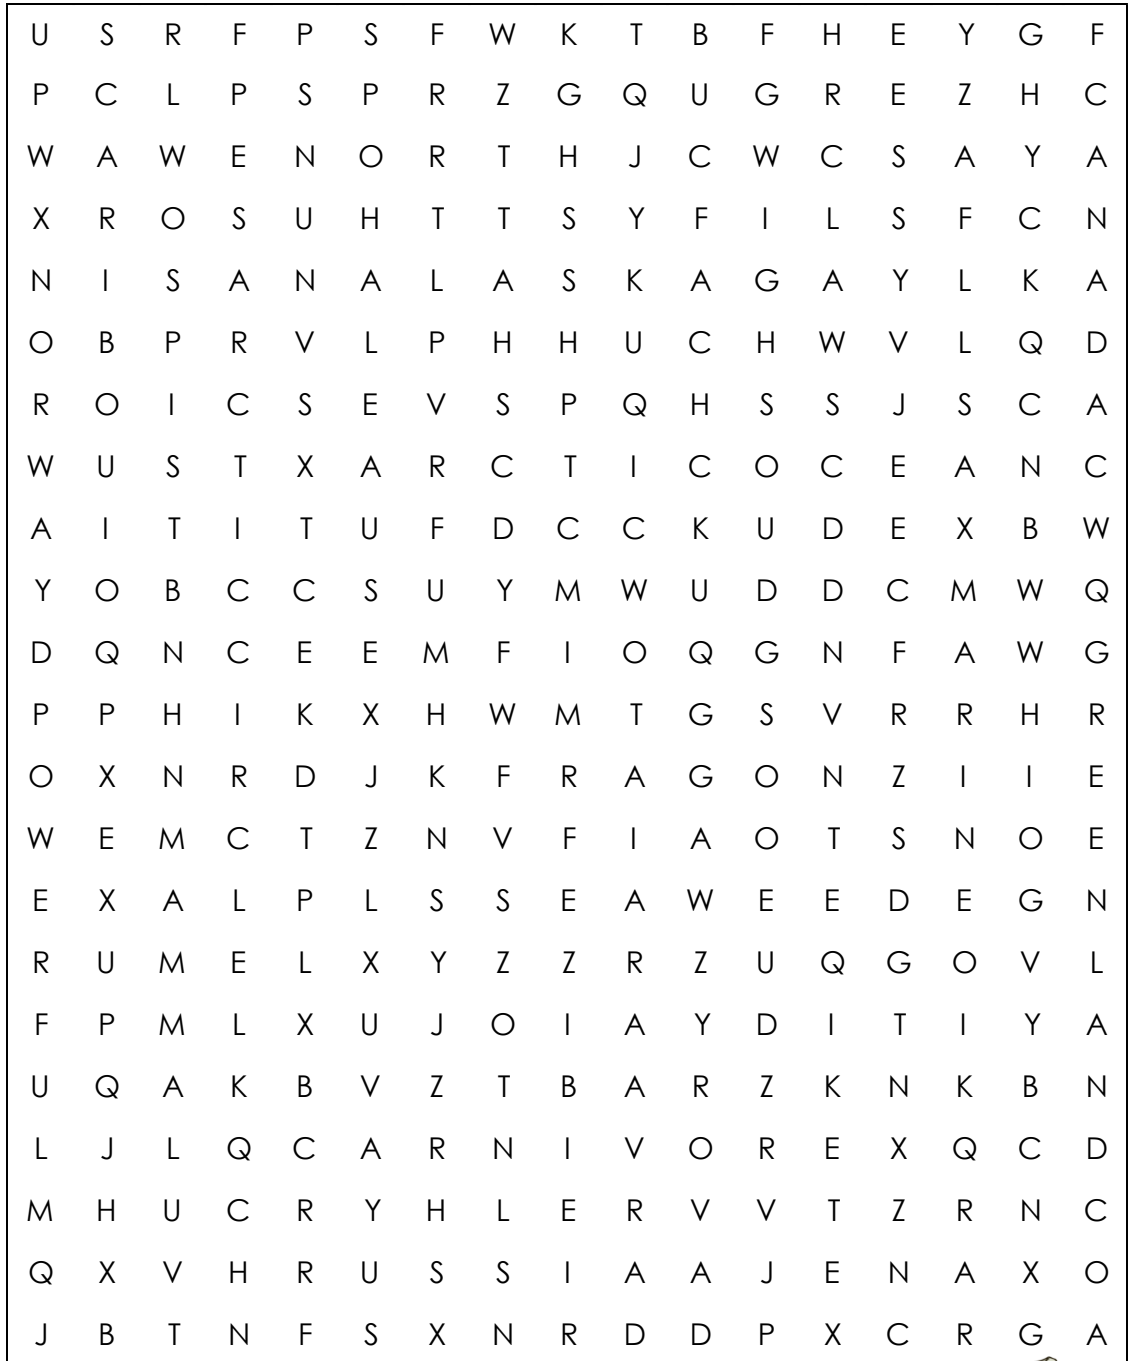 U S R F P S F W K T B F H E Y G F
P C L P S P R Z G Q U G R E Z H C
W A W E N O R T H J C W C S A Y A
X R O S U H T T S Y F I L S F C N
N I S A N A L A S K A G A Y L K A
O B P R V L P H H U C H W V L Q D
R O I C S E V S P Q H S S J S C A
W U S T X A R C T I C O C E A N C
A I T I T U F D C C K U D E X B W
Y O B C C S U Y M W U D D C M W Q
D Q N C E E M F I O Q G N F A W G
P P H I K X H W M T G S V R R H R
O X N R D J K F R A G O N Z I I E
W E M C T Z N V F I A O T S N O E
E X A L P L S S E A W E E D E G N
R U M E L X Y Z Z R Z U Q G O V L
F P M L X U J O I A Y D I T I Y A
U Q A K B V Z T B A R Z K N K B N
L J L Q C A R N I V O R E X Q C D
M H U C R Y H L E R V V T Z R N C
Q X V H R U S S I A A J E N A X O
J B T N F S X N R D D P X C R G A